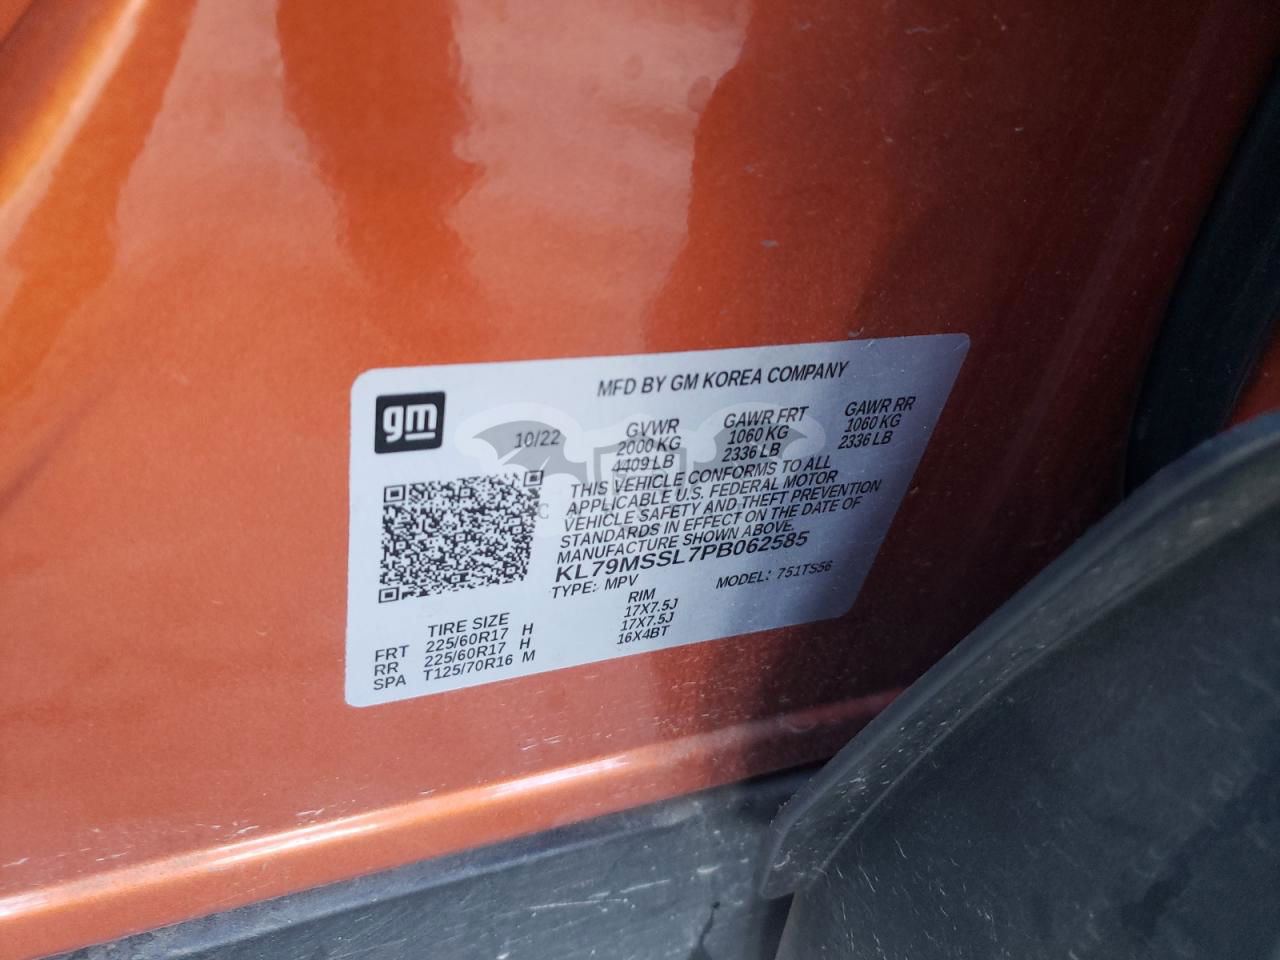 MFD BY GM KOREA COMPANY
gm
10/22
GVWR GAWR FRT GAWR RR
2000 KG 1060 KG 1060 KG
4409 LB 2336 LB 2336 LB
THIS VEHICLE CONFORMS TO ALL
APPLICABLE U.S. FEDERAL MOTOR
VEHICLE SAFETY AND THEFT PREVENTION
STANDARDS IN EFFECT ON THE DATE OF
MANUFACTURE SHOWN ABOVE.
KL79MSSL7PB062585
TYPE: MPV MODEL: 751TS56
TIRE SIZE RIM
FRT 225/60R17 H 17X7.5J
RR 225/60R17 H 17X7.5J
SPA T125/70R16 M 16X4BT